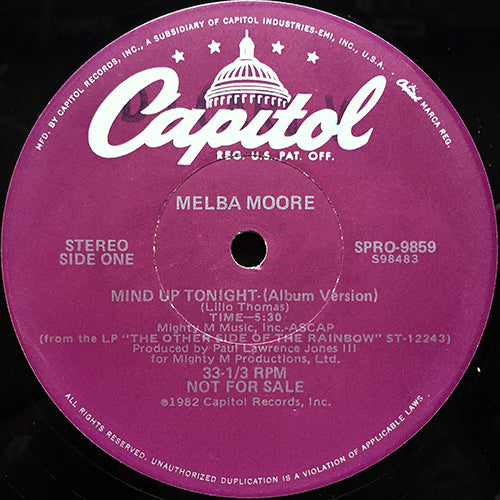 MFD. BY CAPITOL RECORDS, INC., A SUBSIDIARY OF CAPITOL INDUSTRIES-EMI, INC., U.S.A.
Capitol MARCA REG.
Capitol
REG. U.S. PAT. OFF.
MELBA MOORE
STEREO
SIDE ONE
SPRO-9859
S98483
MIND UP TONIGHT-(Album Version)
(Lillo Thomas)
TIME—5:30
Mighty M Music, Inc.-ASCAP
(from the LP "THE OTHER SIDE OF THE RAINBOW" ST-12243)
Produced by Paul Lawrence Jones III
for Mighty M Productions, Ltd.
33-1/3 RPM
NOT FOR SALE
℗1982 Capitol Records, Inc.
ALL RIGHTS RESERVED. UNAUTHORIZED DUPLICATION IS A VIOLATION OF APPLICABLE LAWS